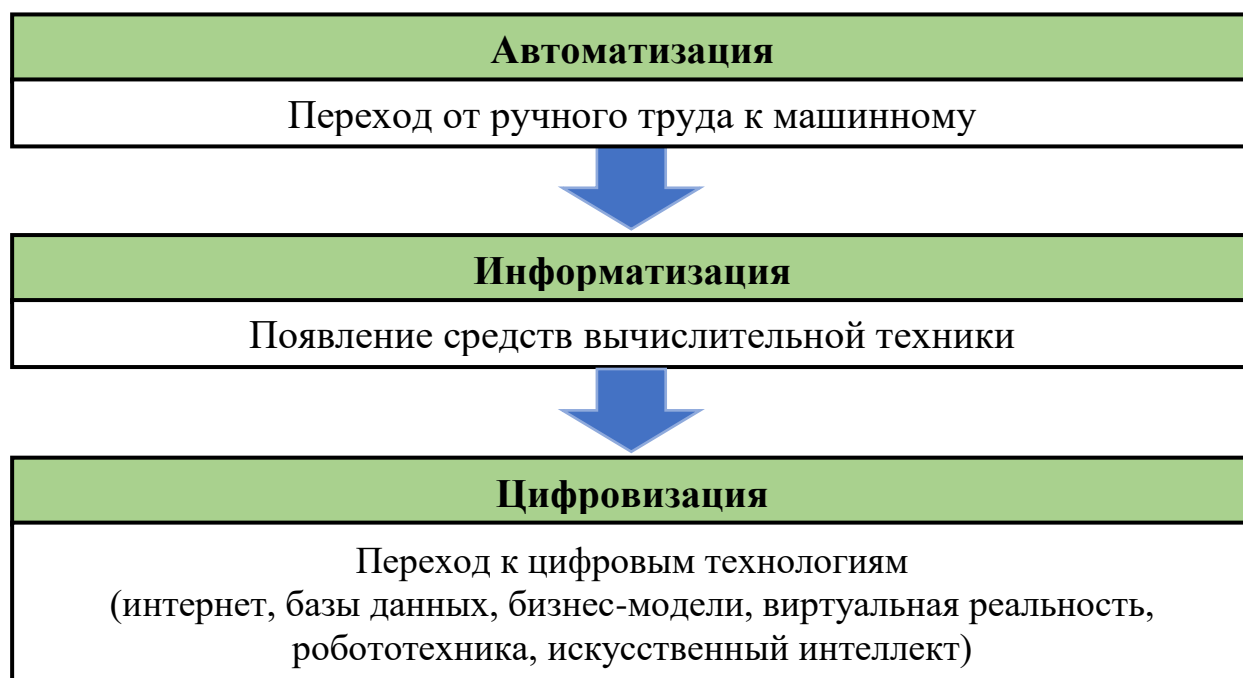 Автоматизация
Переход от ручного труда к машинному
Информатизация
Появление средств вычислительной техники
Цифровизация
Переход к цифровым технологиям
(интернет, базы данных, бизнес-модели, виртуальная реальность,
робототехника, искусственный интеллект)